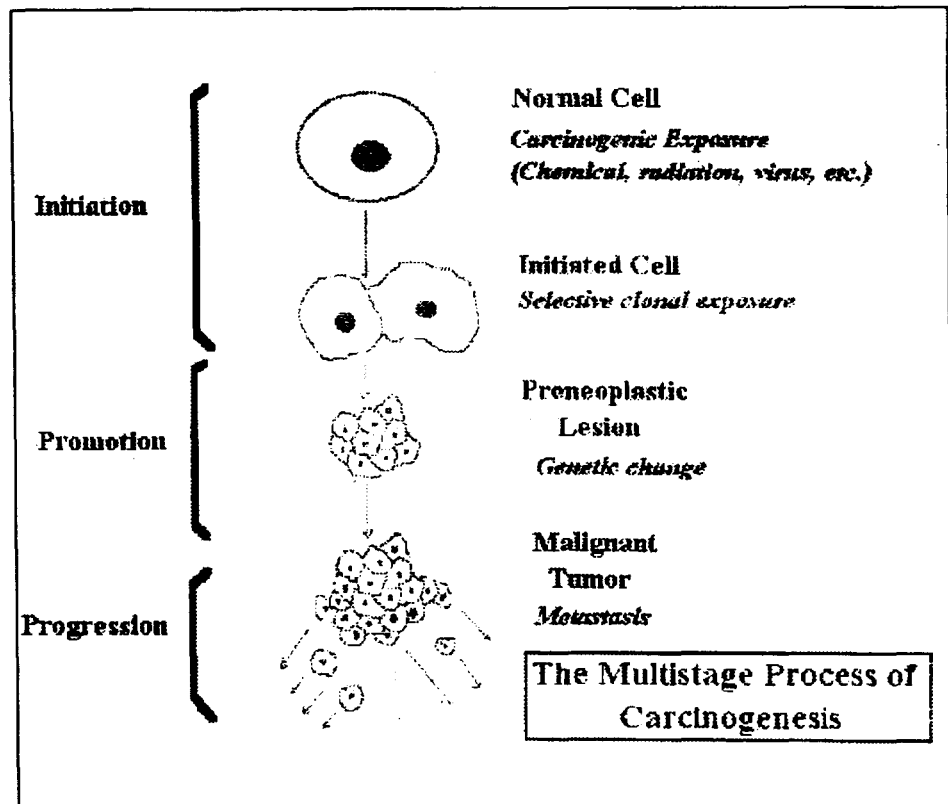 Normal Cell
Carcinogenic Exposure
(Chemical, radiation, virus, etc.)
Initiation
Initiated Cell
Selective clonal exposure
Preneoplastic
Lesion
Promotion
Genetic change
Malignant
Tumor
Progression
Metastasis
The Multistage Process of
Carcinogenesis